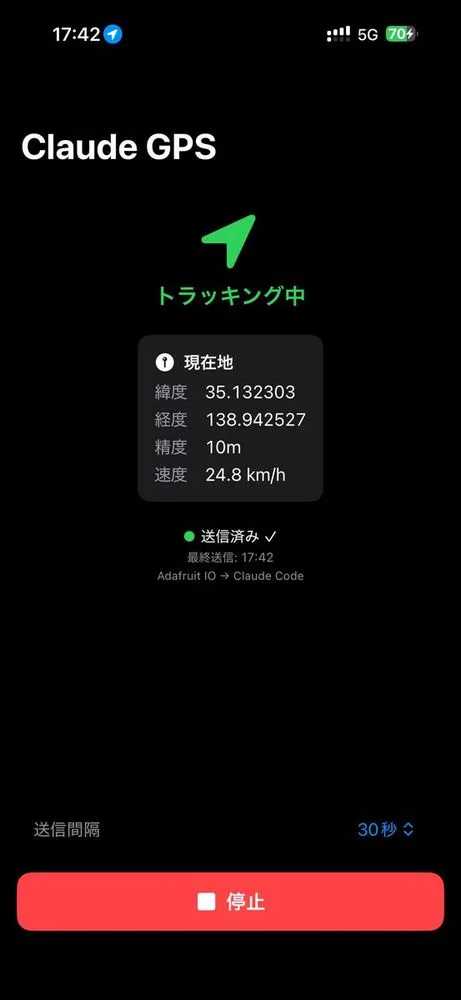 17:42
5G
70
Claude GPS
トラッキング中
現在地
緯度 35.132303
経度 138.942527
精度 10m
速度 24.8 km/h
送信済み ✓
最終送信: 17:42
Adafruit IO → Claude Code
送信間隔 30秒
停止